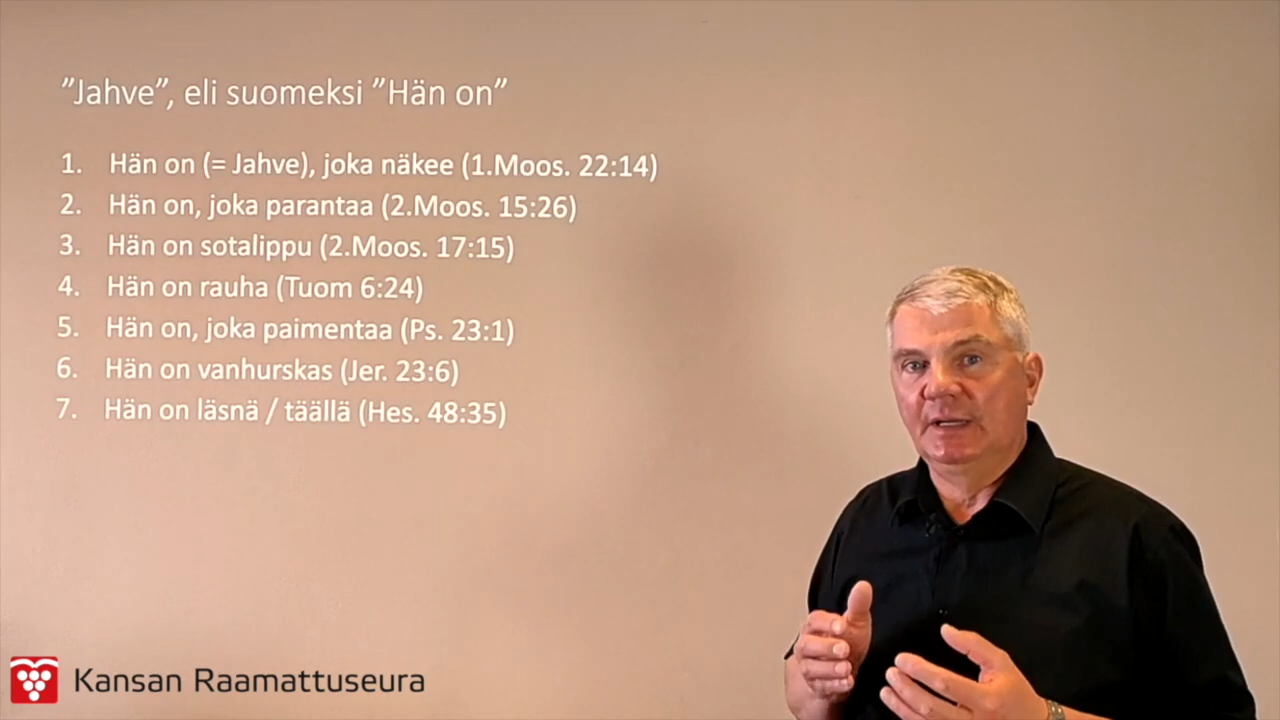 ”Jahve”, eli suomeksi ”Hän on”
1. Hän on (= Jahve), joka näkee (1.Moos. 22:14)
2. Hän on, joka parantaa (2.Moos. 15:26)
3. Hän on sotalippu (2.Moos. 17:15)
4. Hän on rauha (Tuom 6:24)
5. Hän on, joka paimentaa (Ps. 23:1)
6. Hän on vanhurskas (Jer. 23:6)
7. Hän on läsnä / täällä (Hes. 48:35)
Kansan Raamattuseura